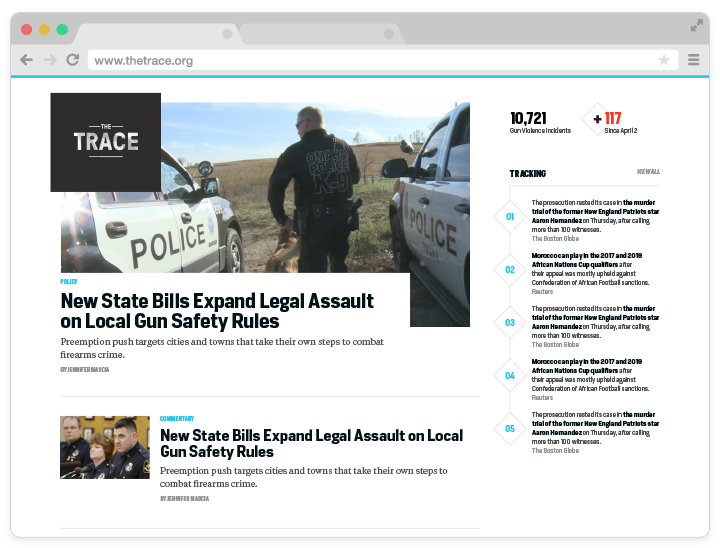 www.thetrace.org
THE
TRACE
OMAHA
POLICE
K-9
POLICE
POLICE
POLICY
New State Bills Expand Legal Assault
on Local Gun Safety Rules
Preemption push targets cities and towns that take their own steps to combat
firearms crime.
BY JENNIFER MASCIA
COMMENTARY
New State Bills Expand Legal Assault on Local
Gun Safety Rules
Preemption push targets cities and towns that take their own steps to
combat firearms crime.
BY JENNIFER MASCIA
10,721
Gun Violence Incidents
+ 117
Since April 2
TRACKING
VIEW ALL
01
The prosecution rested its case in the murder
trial of the former New England Patriots star
Aaron Hernandez on Thursday, after calling
more than 100 witnesses.
The Boston Globe
02
Morocco can play in the 2017 and 2019
African Nations Cup qualifiers after
their appeal was mostly upheld against
Confederation of African Football sanctions.
Reuters
03
The prosecution rested its case in the murder
trial of the former New England Patriots star
Aaron Hernandez on Thursday, after calling
more than 100 witnesses.
The Boston Globe
04
Morocco can play in the 2017 and 2019
African Nations Cup qualifiers after
their appeal was mostly upheld against
Confederation of African Football sanctions.
Reuters
05
The prosecution rested its case in the murder
trial of the former New England Patriots star
Aaron Hernandez on Thursday, after calling
more than 100 witnesses.
The Boston Globe